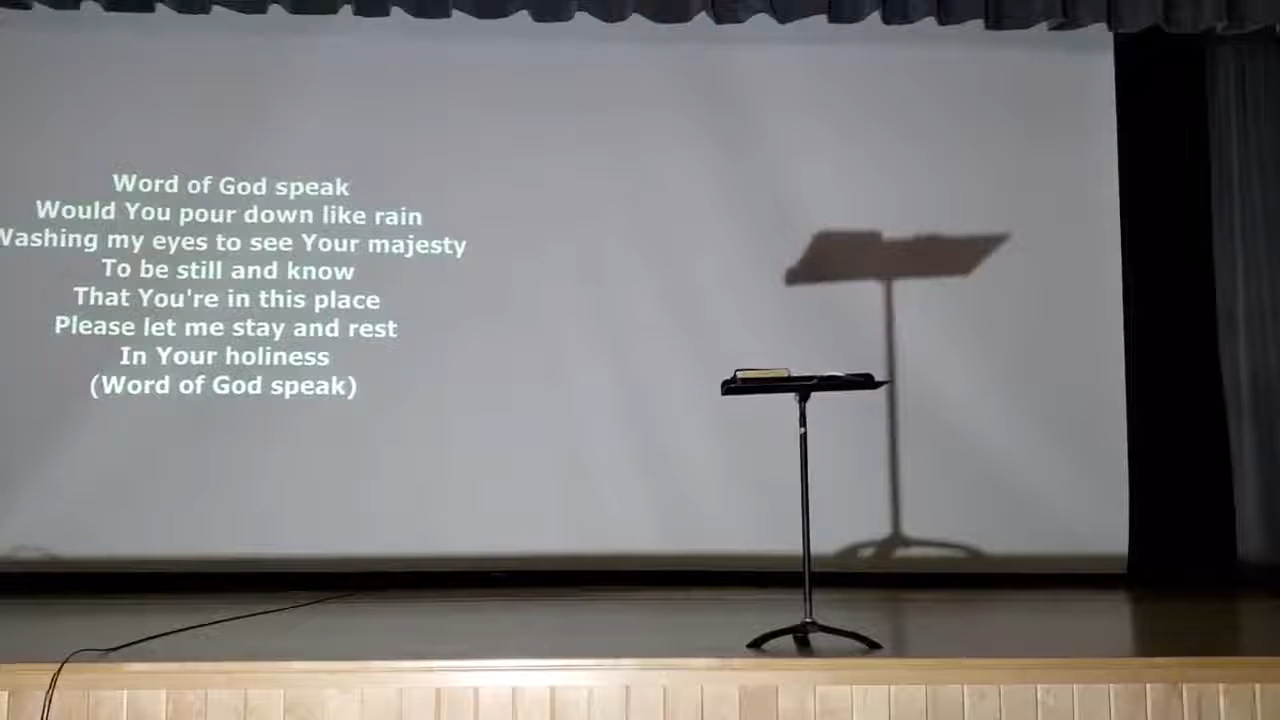 Word of God speak
Would You pour down like rain
Washing my eyes to see Your majesty
To be still and know
That You're in this place
Please let me stay and rest
In Your holiness
(Word of God speak)